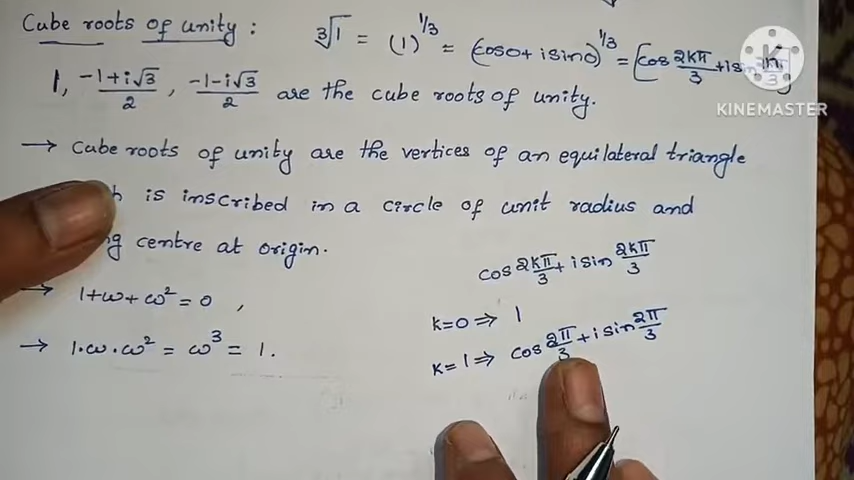 Cube roots of unity : ∛1 = (1)^1/3 = (cos0 + i sin0)^1/3 = [cos 2kπ/3 + i sin
1, (-1+i√3)/2, (-1-i√3)/2 are the cube roots of unity.
→ Cube roots of unity are the vertices of an equilateral triangle
is inscribed in a circle of unit radius and
centre at origin.
cos 2kπ/3 + i sin 2kπ/3
→ 1+ω+ω² = 0 ,
k=0 ⇒ 1
→ 1·ω·ω² = ω³ = 1.
k=1 ⇒ cos 2π/3 + i sin 2π/3
KINEMASTER